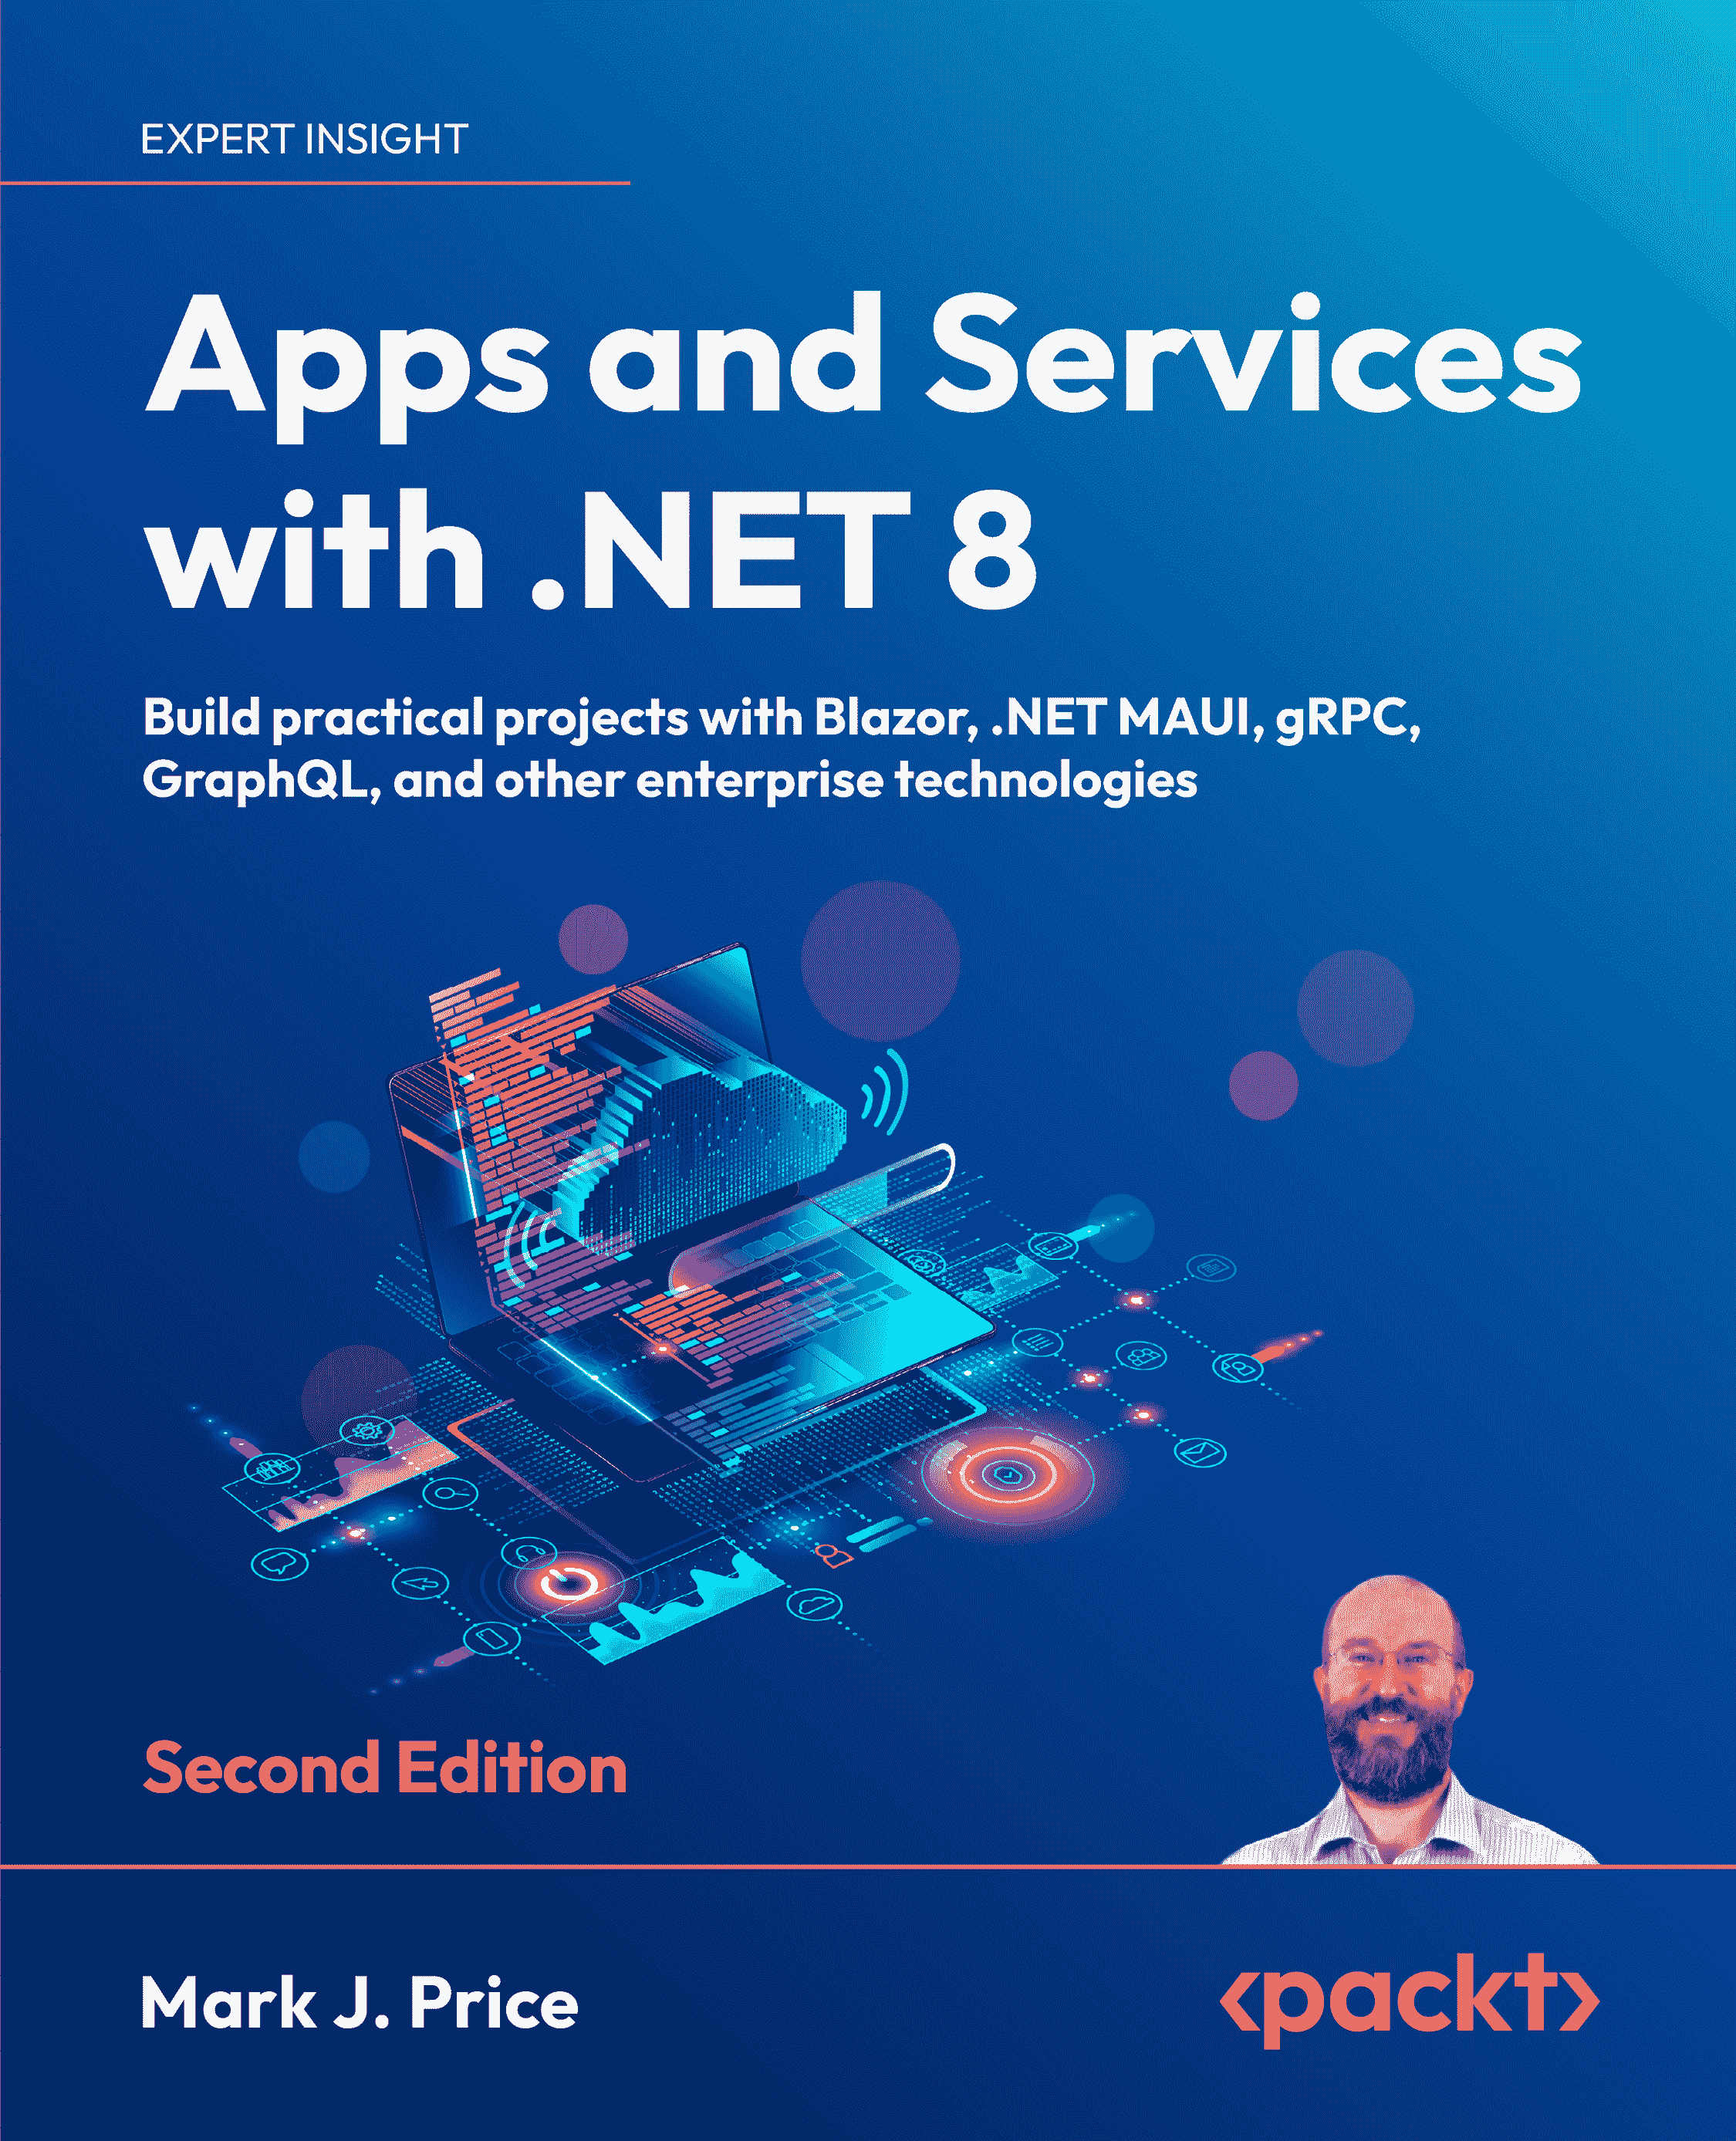 EXPERT INSIGHT
Apps and Services
with .NET 8
Build practical projects with Blazor, .NET MAUI, gRPC,
GraphQL, and other enterprise technologies
Second Edition
Mark J. Price
<packt>